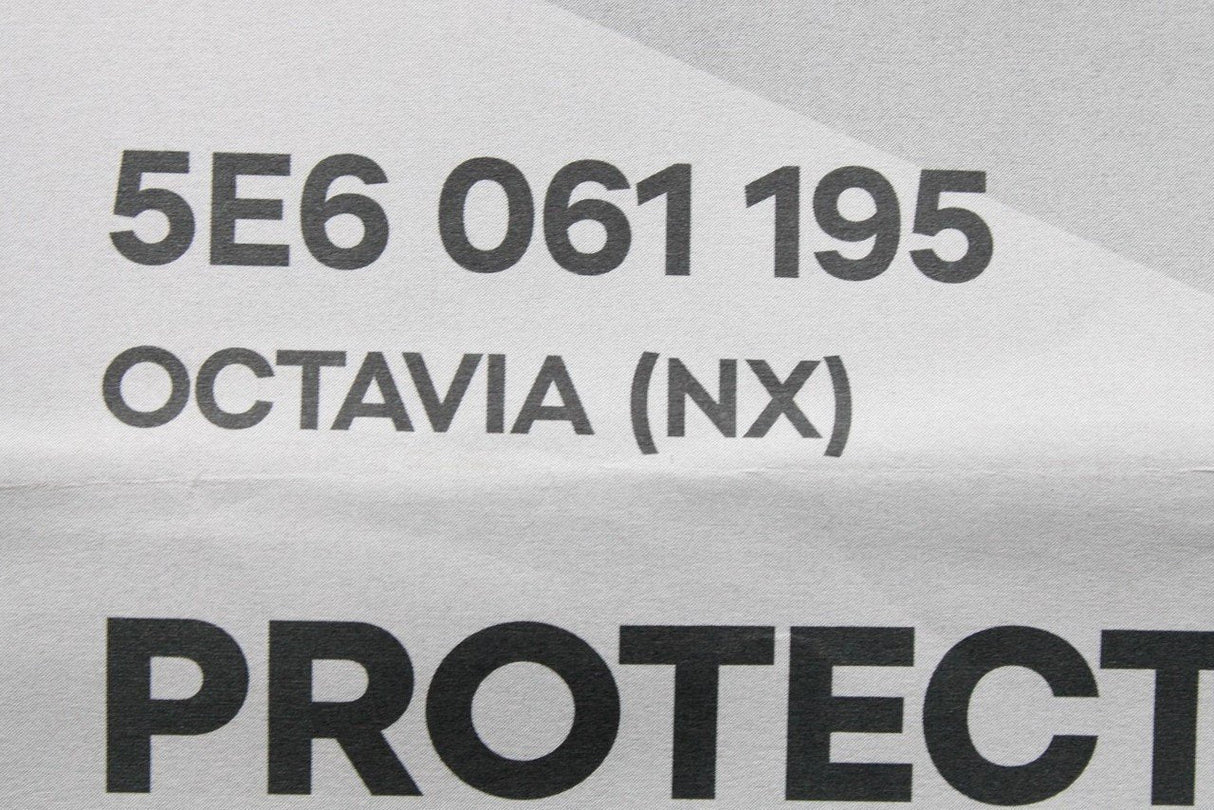 5E6 061 195
OCTAVIA (NX)
PROTECT